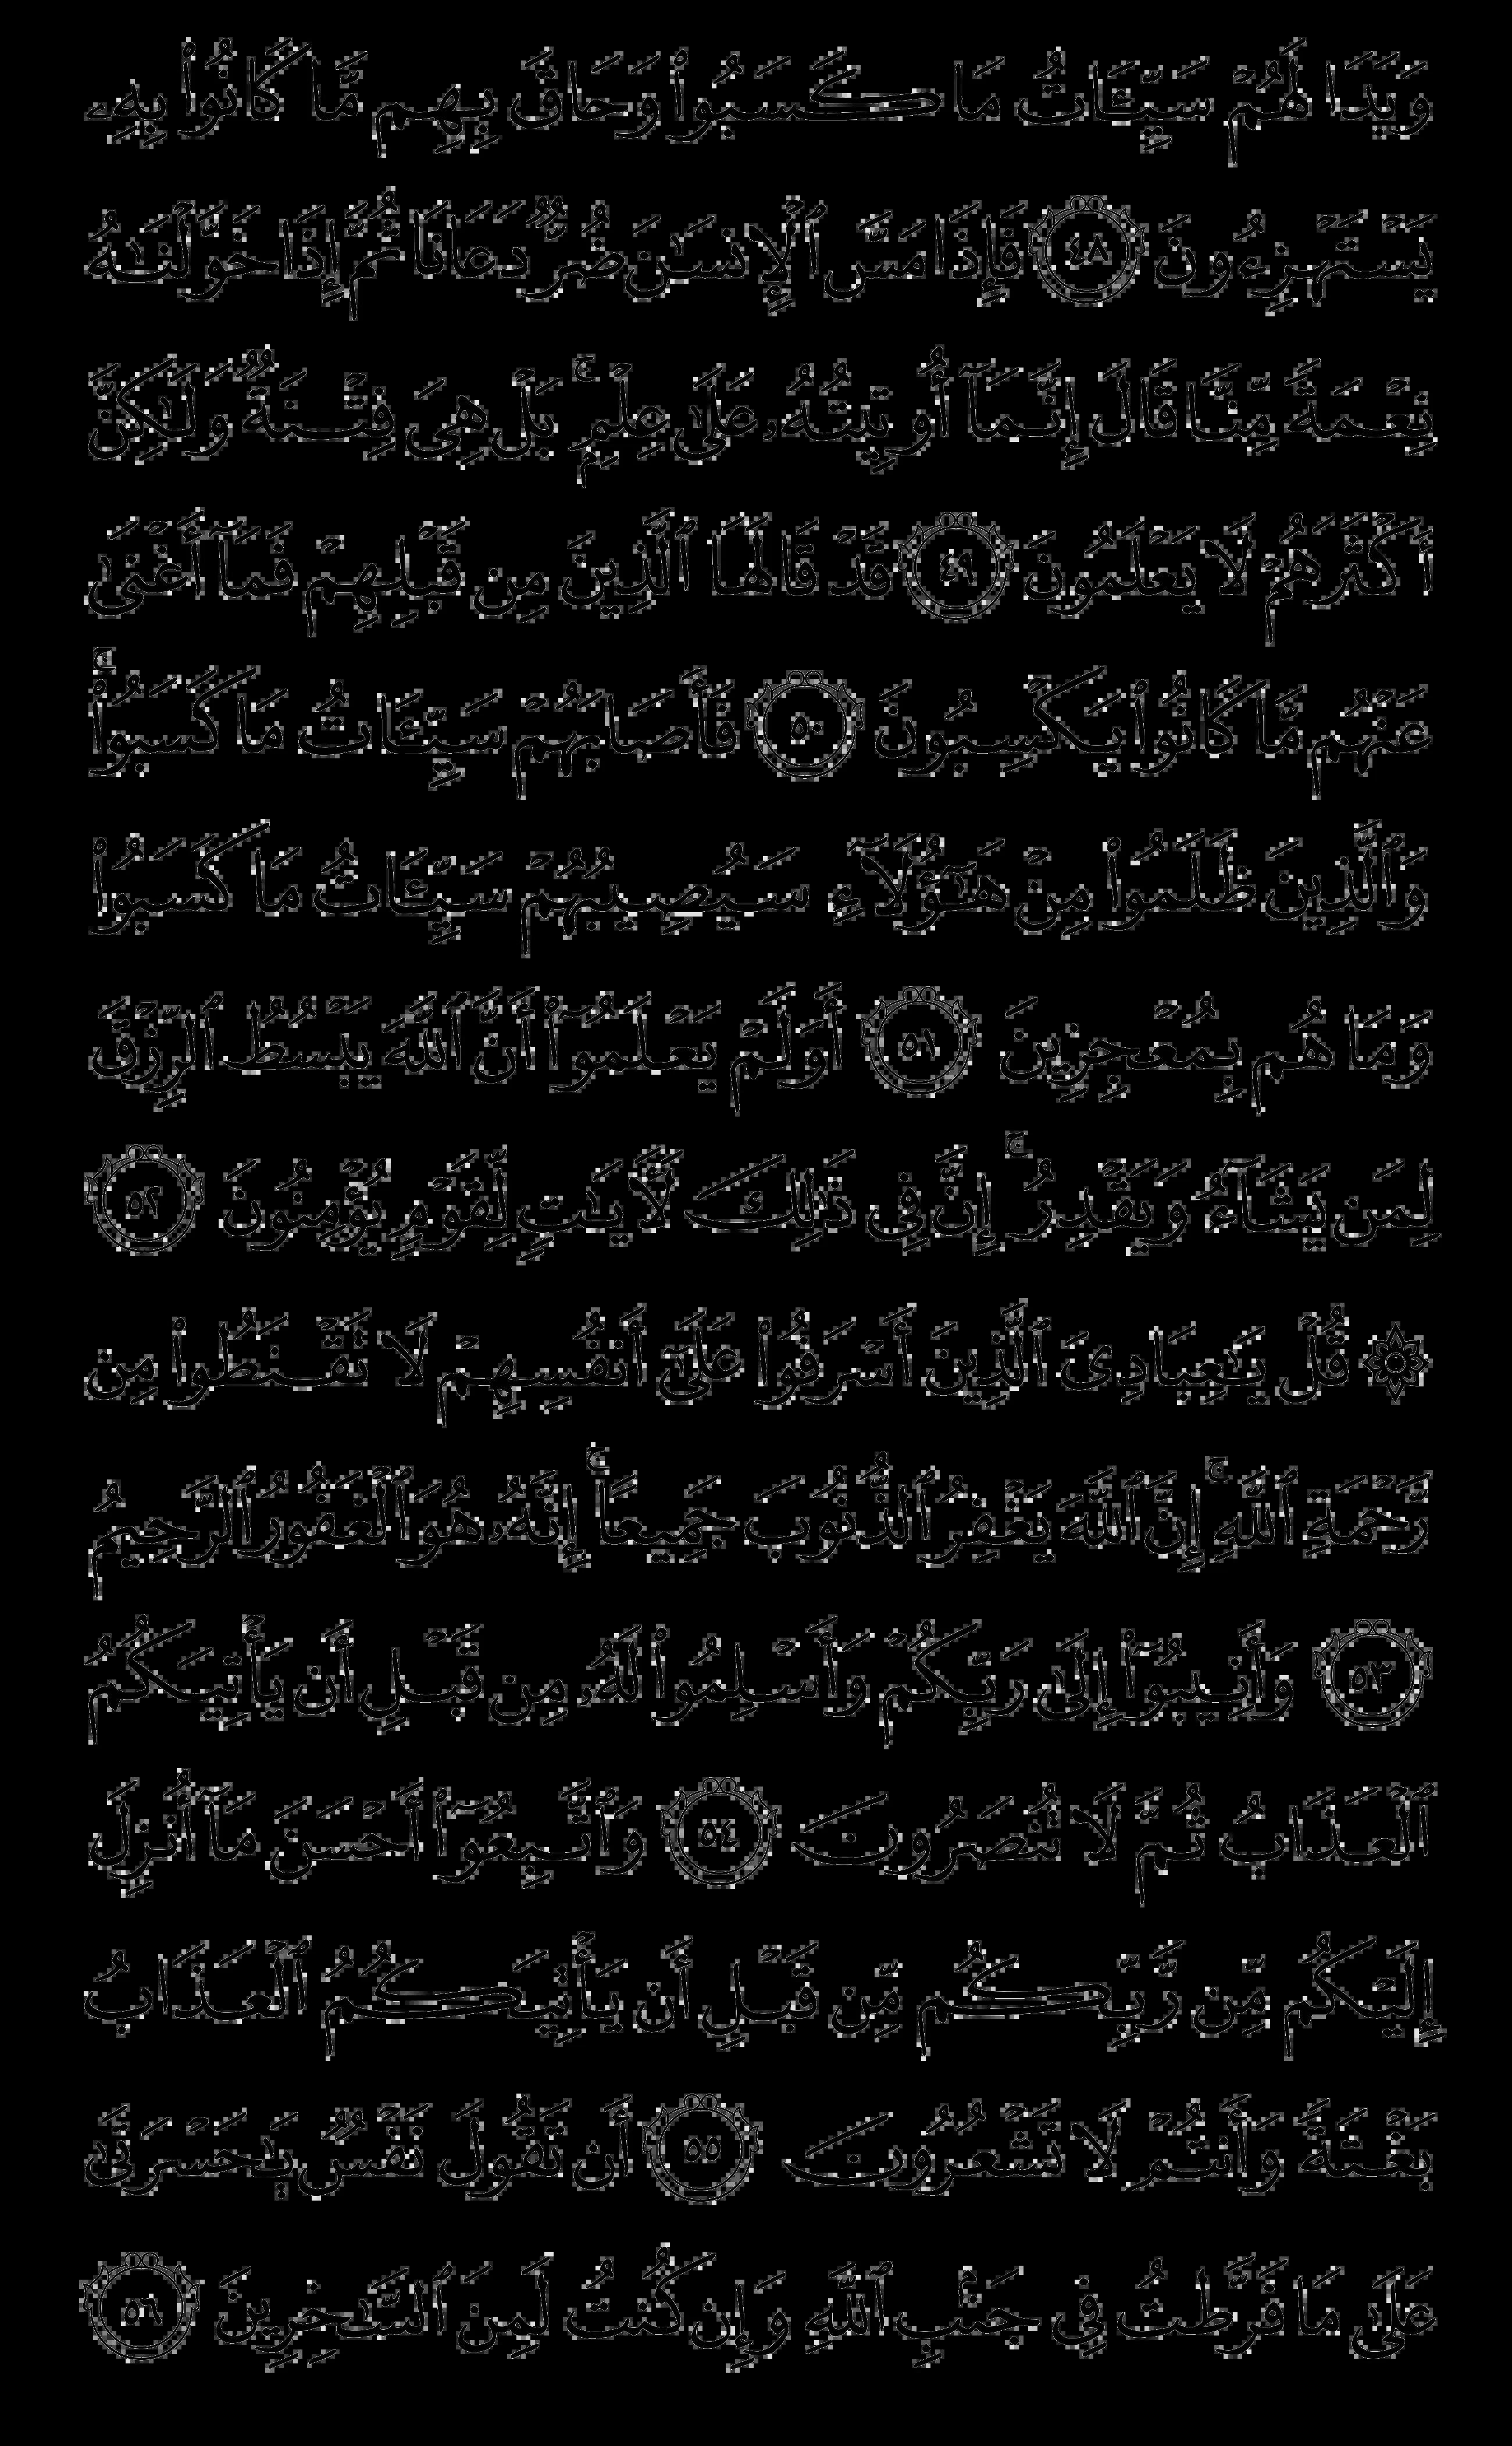 وَبَدَا لَهُمْ سَيِّـَٔاتُ مَا كَسَبُوا۟ وَحَاقَ بِهِم مَّا كَانُوا۟ بِهِۦ
يَسْتَهْزِءُونَ ٤٨ فَإِذَا مَسَّ ٱلْإِنسَـٰنَ ضُرٌّ دَعَانَا ثُمَّ إِذَا خَوَّلْنَـٰهُ
نِعْمَةً مِّنَّا قَالَ إِنَّمَآ أُوتِيتُهُۥ عَلَىٰ عِلْمٍۭ ۚ بَلْ هِىَ فِتْنَةٌ وَلَـٰكِنَّ
أَكْثَرَهُمْ لَا يَعْلَمُونَ ٤٩ قَدْ قَالَهَا ٱلَّذِينَ مِن قَبْلِهِمْ فَمَآ أَغْنَىٰ
عَنْهُم مَّا كَانُوا۟ يَكْسِبُونَ ٥٠ فَأَصَابَهُمْ سَيِّـَٔاتُ مَا كَسَبُوا۟ ۚ
وَٱلَّذِينَ ظَلَمُوا۟ مِنْ هَـٰٓؤُلَآءِ سَيُصِيبُهُمْ سَيِّـَٔاتُ مَا كَسَبُوا۟
وَمَا هُم بِمُعْجِزِينَ ٥١ أَوَلَمْ يَعْلَمُوٓا۟ أَنَّ ٱللَّهَ يَبْسُطُ ٱلرِّزْقَ
لِمَن يَشَآءُ وَيَقْدِرُ ۚ إِنَّ فِى ذَٰلِكَ لَـَٔايَـٰتٍ لِّقَوْمٍ يُؤْمِنُونَ ٥٢
۞ قُلْ يَـٰعِبَادِىَ ٱلَّذِينَ أَسْرَفُوا۟ عَلَىٰٓ أَنفُسِهِمْ لَا تَقْنَطُوا۟ مِن
رَّحْمَةِ ٱللَّهِ ۚ إِنَّ ٱللَّهَ يَغْفِرُ ٱلذُّنُوبَ جَمِيعًا ۚ إِنَّهُۥ هُوَ ٱلْغَفُورُ ٱلرَّحِيمُ
٥٣ وَأَنِيبُوٓا۟ إِلَىٰ رَبِّكُمْ وَأَسْلِمُوا۟ لَهُۥ مِن قَبْلِ أَن يَأْتِيَكُمُ
ٱلْعَذَابُ ثُمَّ لَا تُنصَرُونَ ٥٤ وَٱتَّبِعُوٓا۟ أَحْسَنَ مَآ أُنزِلَ
إِلَيْكُم مِّن رَّبِّكُم مِّن قَبْلِ أَن يَأْتِيَكُمُ ٱلْعَذَابُ
بَغْتَةً وَأَنتُمْ لَا تَشْعُرُونَ ٥٥ أَن تَقُولَ نَفْسٌ يَـٰحَسْرَتَىٰ
عَلَىٰ مَا فَرَّطتُ فِى جَنۢبِ ٱللَّهِ وَإِن كُنتُ لَمِنَ ٱلسَّـٰخِرِينَ ٥٦